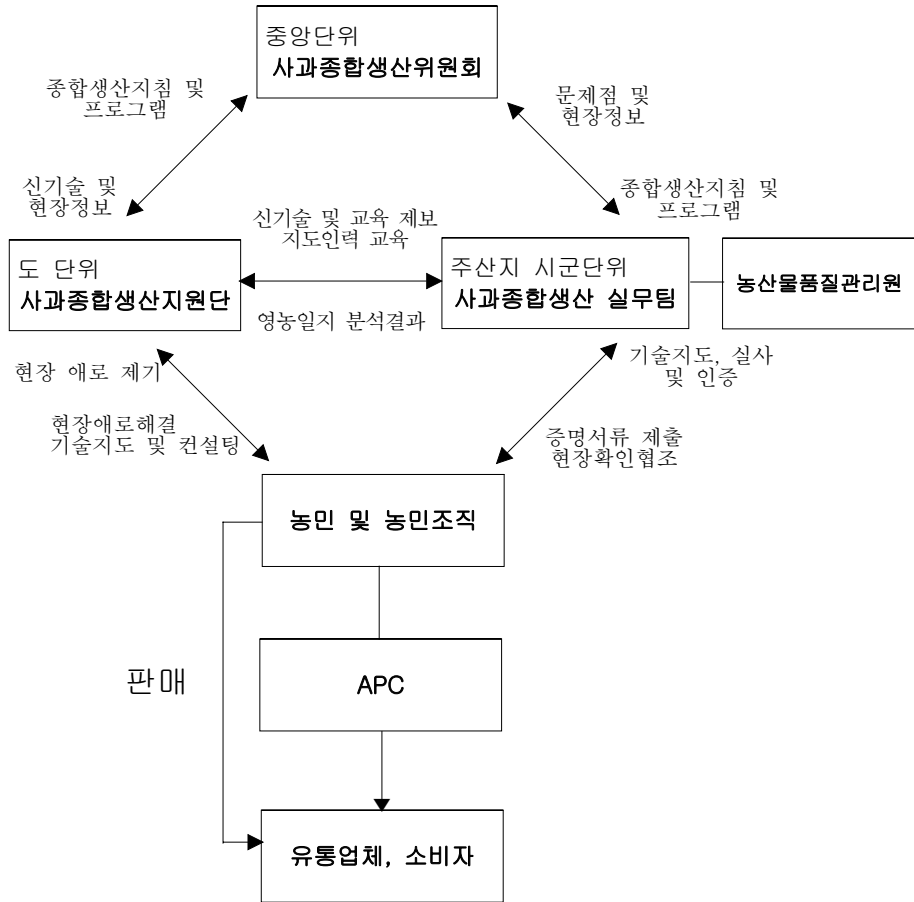 중앙단위
사과종합생산위원회
종합생산지침 및
프로그램
문제점 및
현장정보
신기술 및
현장정보
종합생산지침 및
프로그램
신기술 및 교육 제보
지도인력 교육
도 단위
사과종합생산지원단
주산지 시군단위
사과종합생산 실무팀
농산물품질관리원
영농일지 분석결과
현장 애로 제기
기술지도, 실사
및 인증
현장애로해결
기술지도 및 컨설팅
증명서류 제출
현장확인협조
농민 및 농민조직
판매
APC
유통업체, 소비자